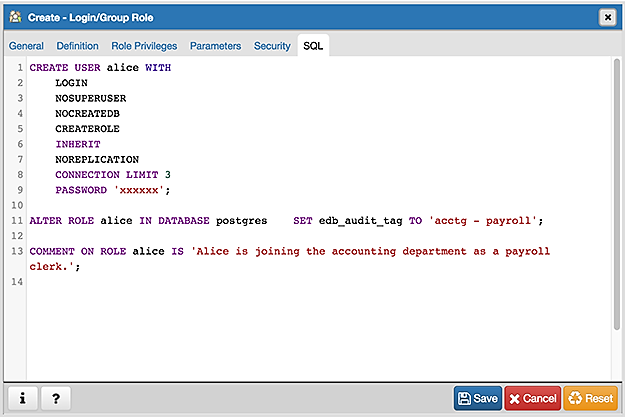 Create - Login/Group Role
General Definition Role Privileges Parameters Security SQL
1 CREATE USER alice WITH
2 LOGIN
3 NOSUPERUSER
4 NOCREATEDB
5 CREATEROLE
6 INHERIT
7 NOREPLICATION
8 CONNECTION LIMIT 3
9 PASSWORD 'xxxxxx';
10
11 ALTER ROLE alice IN DATABASE postgres    SET edb_audit_tag TO 'acctg - payroll';
12
13 COMMENT ON ROLE alice IS 'Alice is joining the accounting department as a payroll
clerk.';
14
i ? Save Cancel Reset